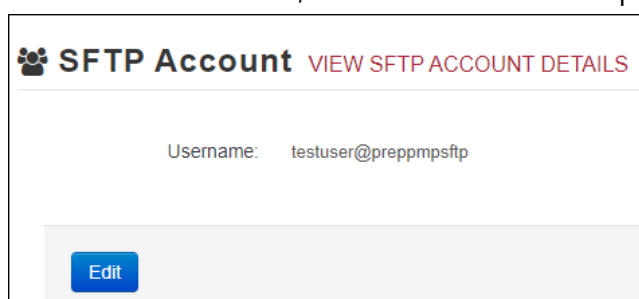 SFTP Account VIEW SFTP ACCOUNT DETAILS
Username: testuser@preppmpsftp
Edit